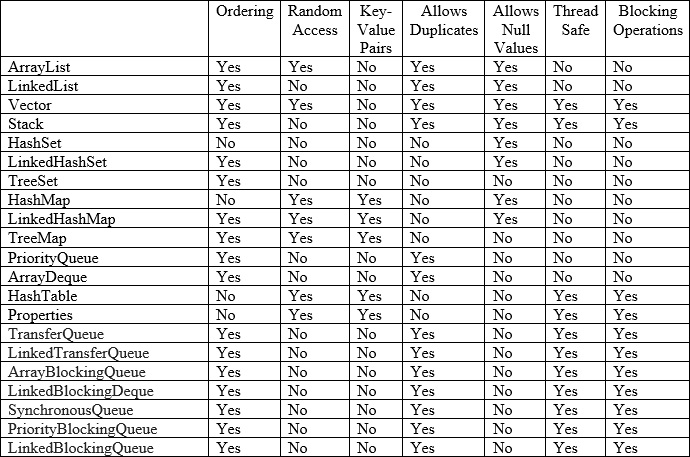 Ordering Random Access Key-Value Pairs Allows Duplicates Allows Null Values Thread Safe Blocking Operations
ArrayList Yes Yes No Yes Yes No No
LinkedList Yes No No Yes Yes No No
Vector Yes Yes No Yes Yes Yes Yes
Stack Yes No No Yes Yes Yes Yes
HashSet No No No No Yes No No
LinkedHashSet Yes No No No Yes No No
TreeSet Yes No No No No No No
HashMap No Yes Yes No Yes No No
LinkedHashMap Yes Yes Yes No Yes No No
TreeMap Yes Yes Yes No No No No
PriorityQueue Yes No No Yes No No No
ArrayDeque Yes No No Yes No No No
HashTable No Yes Yes No No Yes Yes
Properties No Yes Yes No No Yes Yes
TransferQueue Yes No No Yes No Yes Yes
LinkedTransferQueue Yes No No Yes No Yes Yes
ArrayBlockingQueue Yes No No Yes No Yes Yes
LinkedBlockingDeque Yes No No Yes No Yes Yes
SynchronousQueue Yes No No Yes No Yes Yes
PriorityBlockingQueue Yes No No Yes No Yes Yes
LinkedBlockingQueue Yes No No Yes No Yes Yes